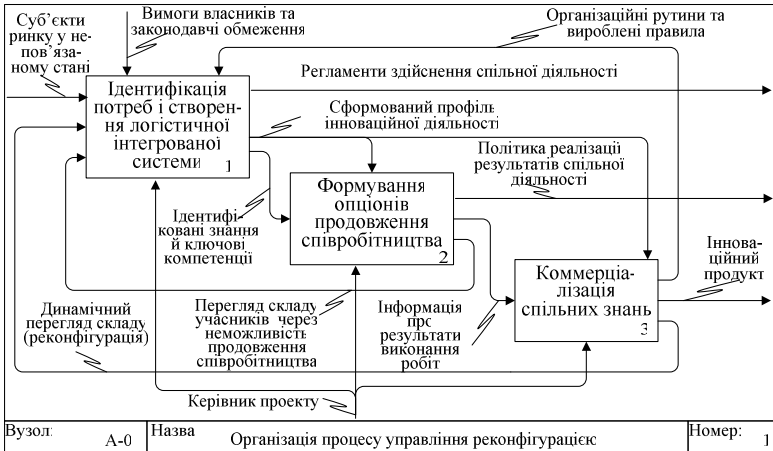 Суб’єкти
ринку у не-
пов’яза-
ному стані
Вимоги власників та
законодавчі обмеження
Організаційні рутини та
вироблені правила
Регламенти здійснення спільної діяльності
Ідентифікація
потреб і створен-
ня логістичної
інтегрованої
системи
1
Сформований профіль
інноваційної діяльності
Політика реалізації
результатів спільної
діяльності
Формування
опціонів
продовження
співробітництва
2
Ідентифі-
ковані знання
й ключові
компетенції
Коммерціа-
лізація
спільних знань
3
Іннова-
ційний
продукт
Динамічний
перегляд складу
(реконфігурація)
Перегляд складу
учасників через
неможливість
продовження
співробітництва
Інформація
про
результати
виконання
робіт
Керівник проекту
Вузол:
А-0
Назва
Організація процесу управління реконфігурацією
Номер:
1